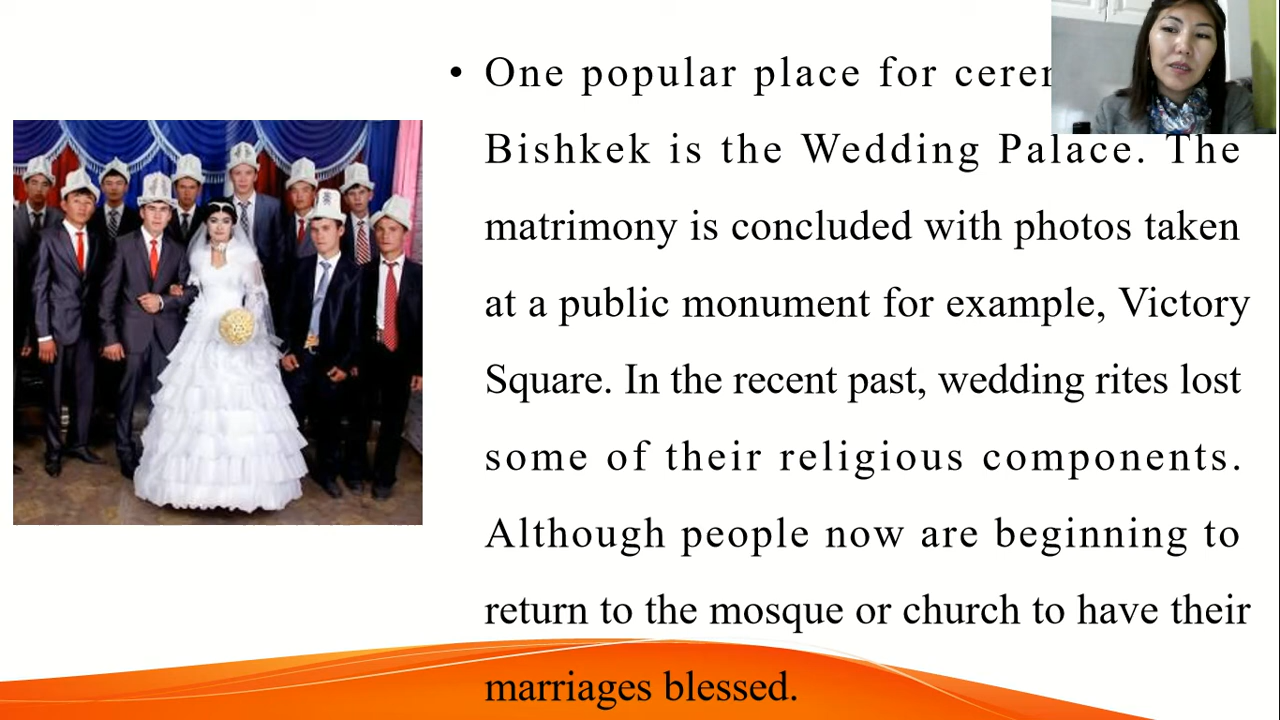 • One popular place for cerem
Bishkek is the Wedding Palace. The
matrimony is concluded with photos taken
at a public monument for example, Victory
Square. In the recent past, wedding rites lost
some of their religious components.
Although people now are beginning to
return to the mosque or church to have their
marriages blessed.